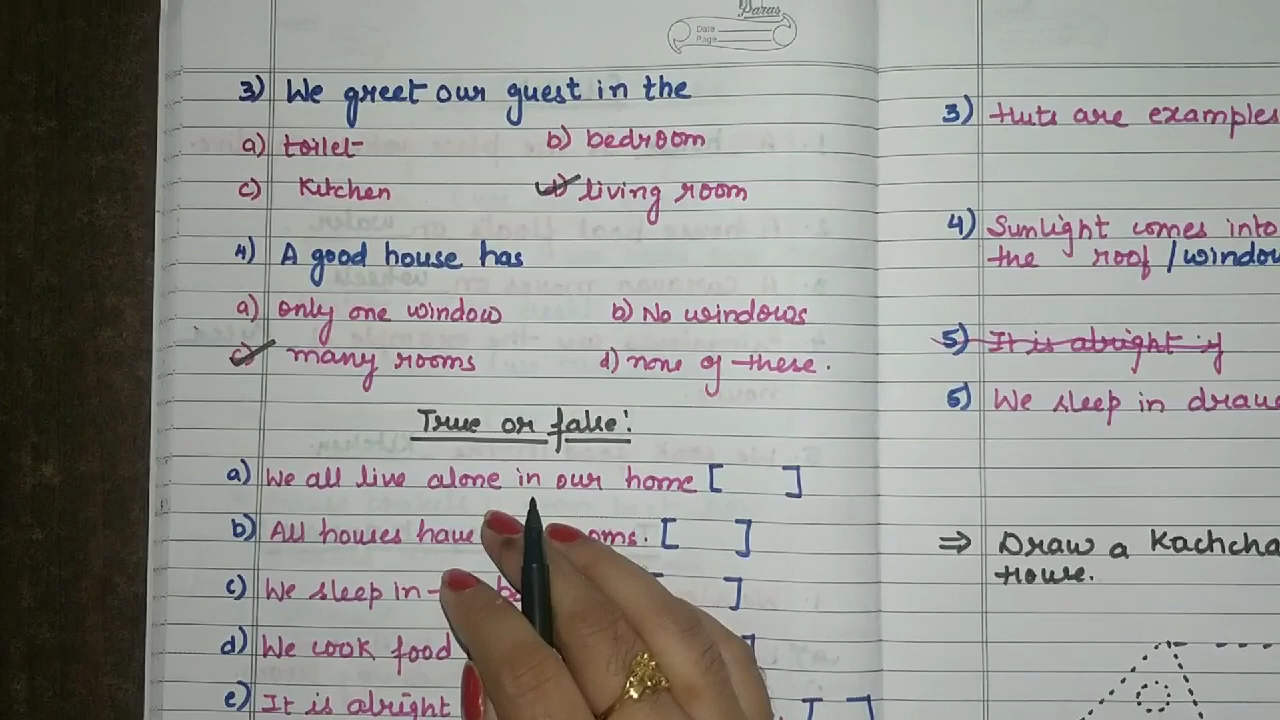 Paras
Date
Page
3) We greet our guest in the
a) toilet b) bedroom
c) Kitchen d) living room
4) A good house has
a) only one window b) No windows
c) many rooms d) none of these.
True or false:
a) We all live alone in our home [ ]
b) All houses have [ ]
c) We sleep in ]
d) We cook food
e) It is alright [ ]
3) Huts are examples
4) Sunlight comes into
the roof /window
5) It is alright if
5) We sleep in
⇒ Draw a Kachcha
House.